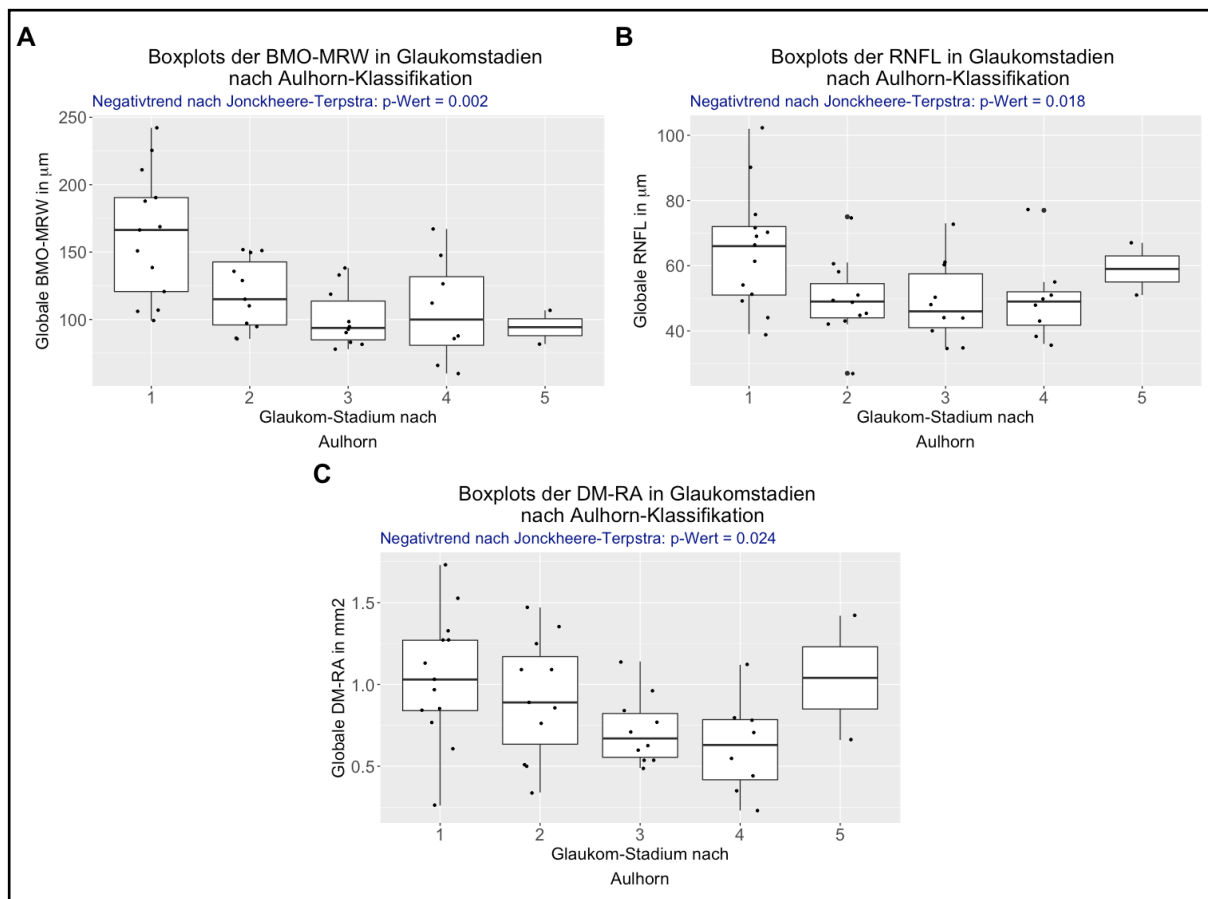 A
Boxplots der BMO-MRW in Glaukomstadien
nach Aulhorn-Klassifikation
Negativtrend nach Jonckheere-Terpstra: p-Wert = 0.002
Globale BMO-MRW in μm
250
200
150
100
1 2 3 4 5
Glaukom-Stadium nach
Aulhorn
B
Boxplots der RNFL in Glaukomstadien
nach Aulhorn-Klassifikation
Negativtrend nach Jonckheere-Terpstra: p-Wert = 0.018
Globale RNFL in μm
100
80
60
40
1 2 3 4 5
Glaukom-Stadium nach
Aulhorn
C
Boxplots der DM-RA in Glaukomstadien
nach Aulhorn-Klassifikation
Negativtrend nach Jonckheere-Terpstra: p-Wert = 0.024
Globale DM-RA in mm2
1.5
1.0
0.5
1 2 3 4 5
Glaukom-Stadium nach
Aulhorn